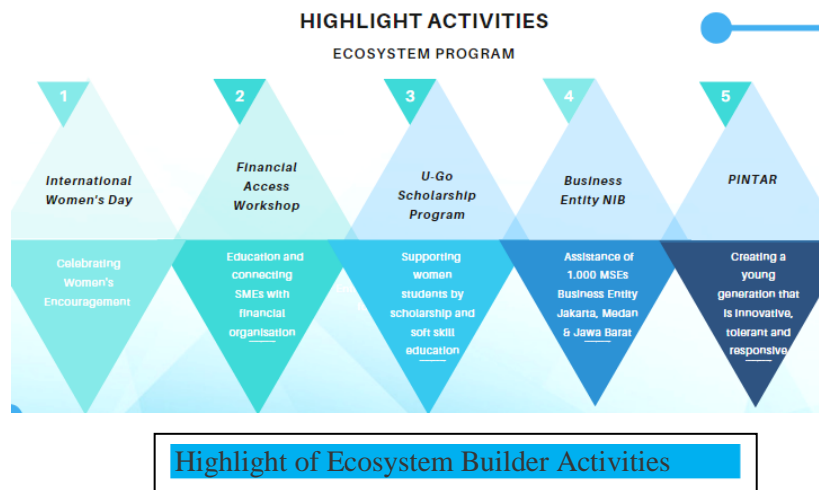 HIGHLIGHT ACTIVITIES
ECOSYSTEM PROGRAM
1
International
Women's Day
Celebrating
Women's
Encouragement
2
Financial
Access
Workshop
Education and
connecting
SMEs with
financial
organisation
3
U-Go
Scholarship
Program
Supporting
women
students by
scholarship and
soft skill
education
4
Business
Entity NIB
Assistance of
1.000 MSEs
Business Entity
Jakarta, Medan
& Jawa Barat
5
PINTAR
Creating a
young
generation that
is innovative,
tolerant and
responsive
Highlight of Ecosystem Builder Activities